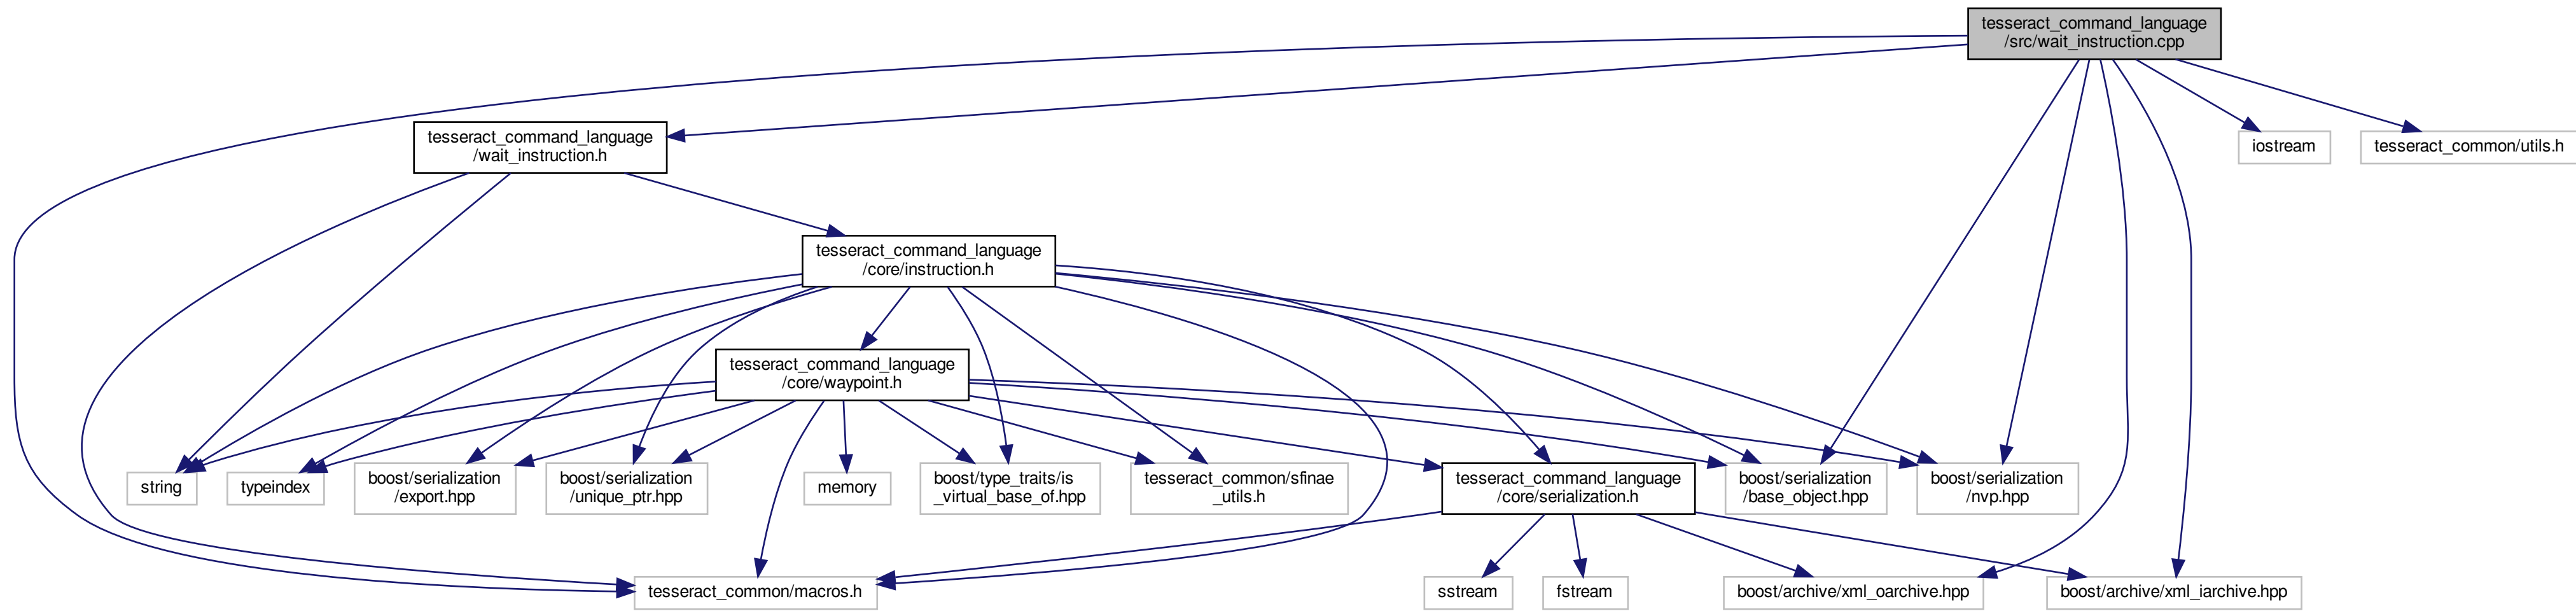 tesseract_command_language
/src/wait_instruction.cpp
tesseract_command_language
/wait_instruction.h
iostream
tesseract_common/utils.h
tesseract_command_language
/core/instruction.h
tesseract_command_language
/core/waypoint.h
string
typeindex
boost/serialization
/export.hpp
boost/serialization
/unique_ptr.hpp
memory
boost/type_traits/is
_virtual_base_of.hpp
tesseract_common/sfinae
_utils.h
tesseract_command_language
/core/serialization.h
boost/serialization
/base_object.hpp
boost/serialization
/nvp.hpp
tesseract_common/macros.h
sstream
fstream
boost/archive/xml_oarchive.hpp
boost/archive/xml_iarchive.hpp